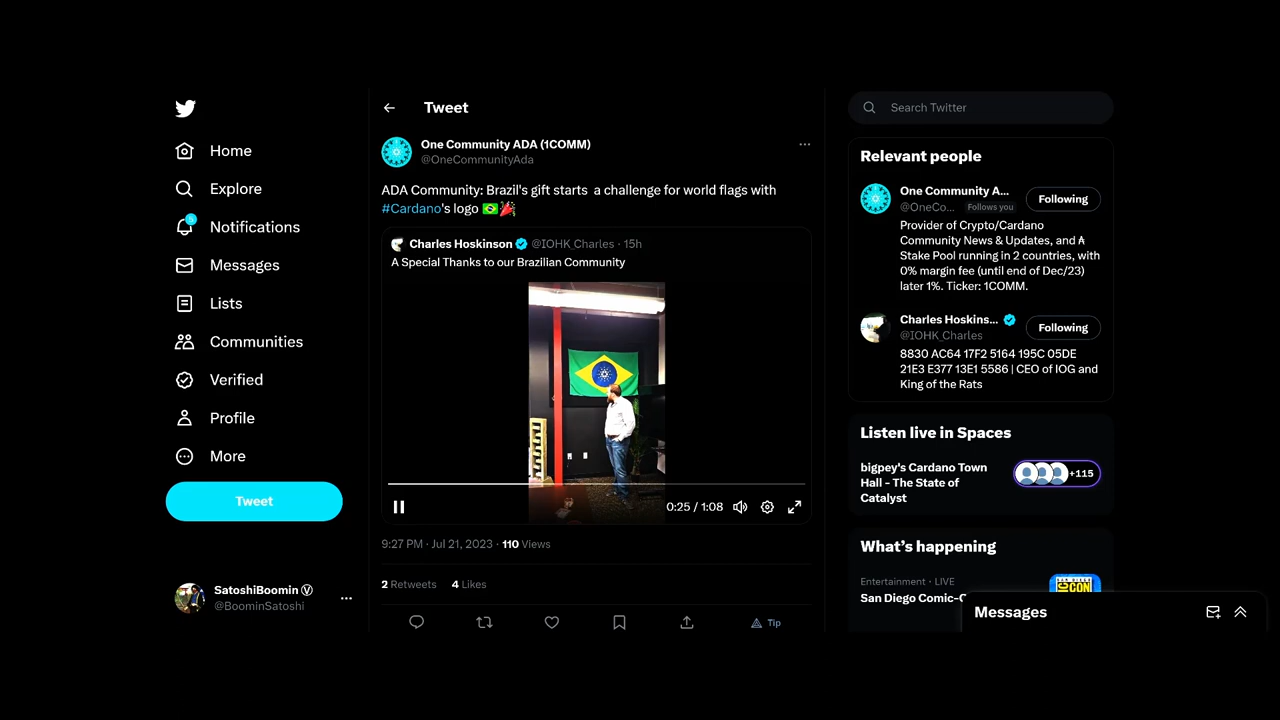 Home
Explore
5
Notifications
Messages
Lists
Communities
Verified
Profile
More
Tweet
SatoshiBoomin Ⓥ
@BoominSatoshi
Tweet
One Community ADA (1COMM)
@OneCommunityAda
ADA Community: Brazil's gift starts a challenge for world flags with
#Cardano's logo 🇧🇷🎉
Charles Hoskinson @IOHK_Charles · 15h
A Special Thanks to our Brazilian Community
0:25 / 1:08
9:27 PM · Jul 21, 2023 · 110 Views
2 Retweets 4 Likes
Tip
Search Twitter
Relevant people
One Community A...
@OneCo... Follows you
Following
Provider of Crypto/Cardano
Community News & Updates, and ₳
Stake Pool running in 2 countries, with
0% margin fee (until end of Dec/23)
later 1%. Ticker: 1COMM.
Charles Hoskins...
@IOHK_Charles
Following
8830 AC64 17F2 5164 195C 05DE
21E3 E377 13E1 5586 | CEO of IOG and
King of the Rats
Listen live in Spaces
bigpey's Cardano Town
Hall - The State of
Catalyst
+115
What's happening
Entertainment · LIVE
San Diego Comic-C
Messages